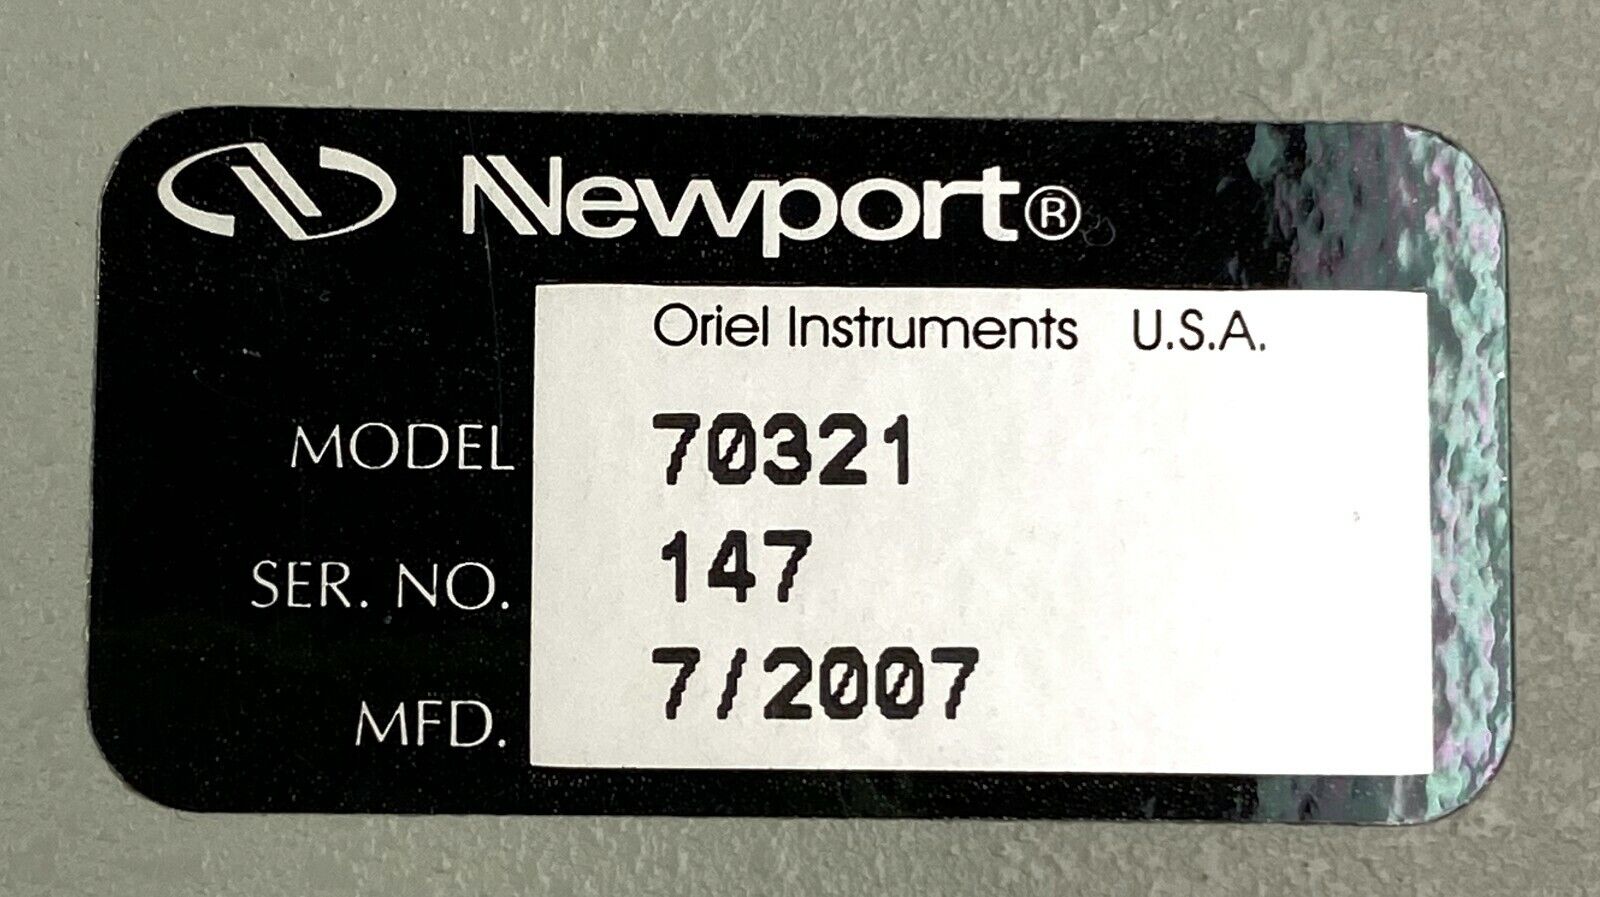 Newport®
Oriel Instruments U.S.A.
MODEL 70321
SER. NO. 147
MFD. 7/2007